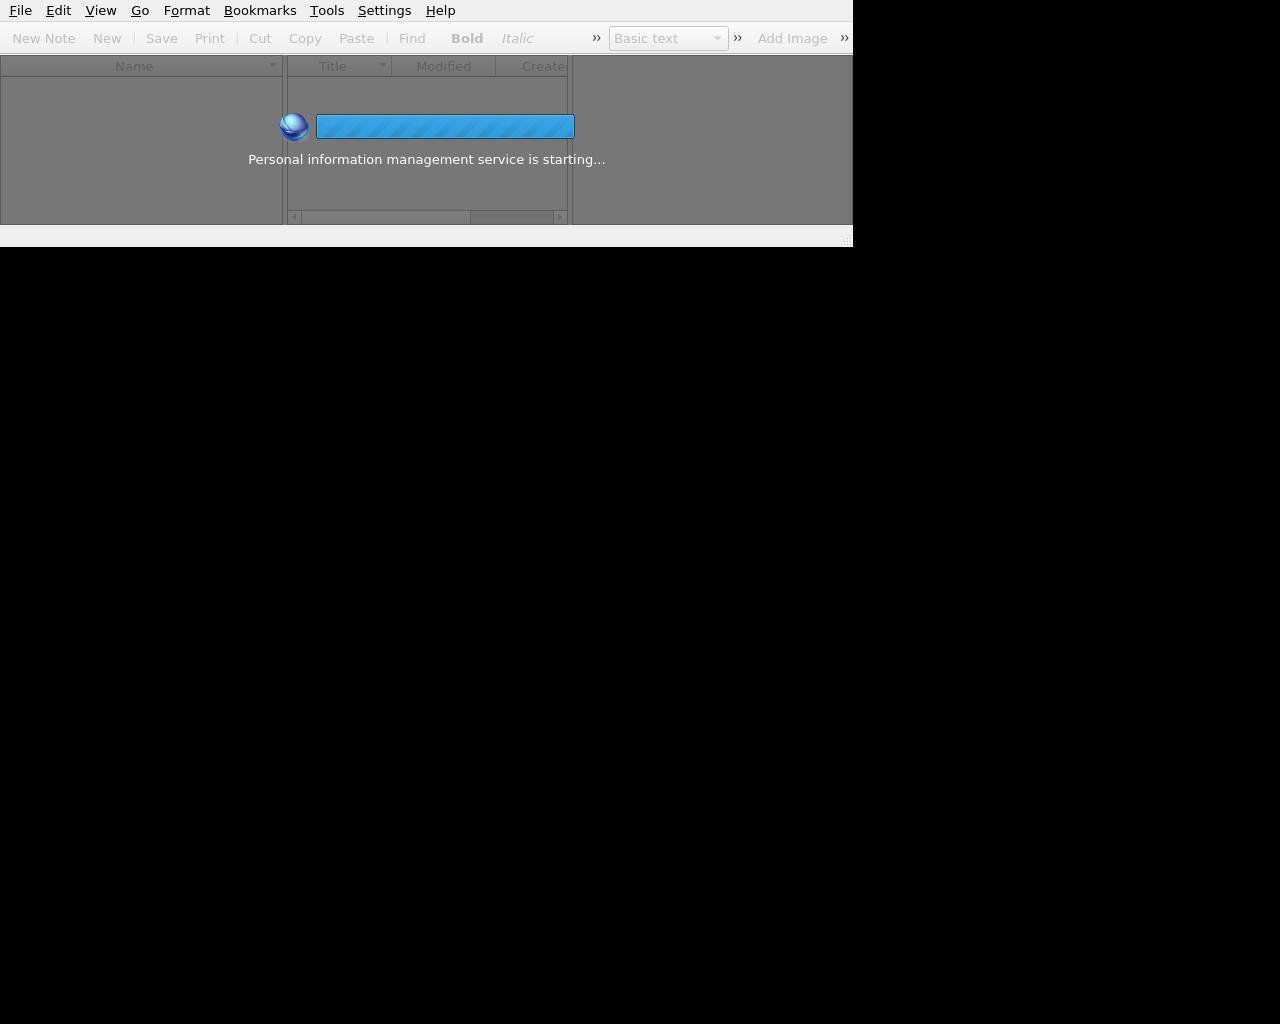 File Edit View Go Format Bookmarks Tools Settings Help
New Note New Save Print Cut Copy Paste Find Bold Italic ›› Basic text ›› Add Image ››
Name Title Modified Create
Personal information management service is starting...